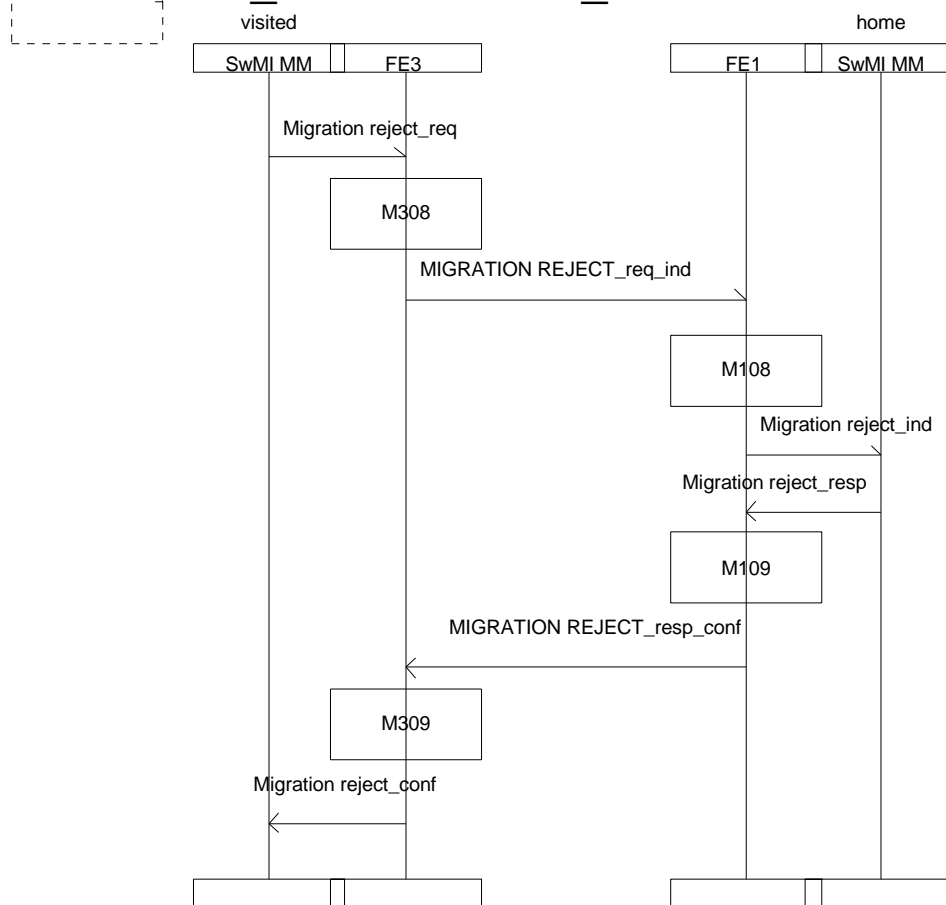 visited
home
SwMI MM
FE3
FE1
SwMI MM
Migration reject_req
M308
MIGRATION REJECT_req_ind
M108
Migration reject_ind
Migration reject_resp
M109
MIGRATION REJECT_resp_conf
M309
Migration reject_conf